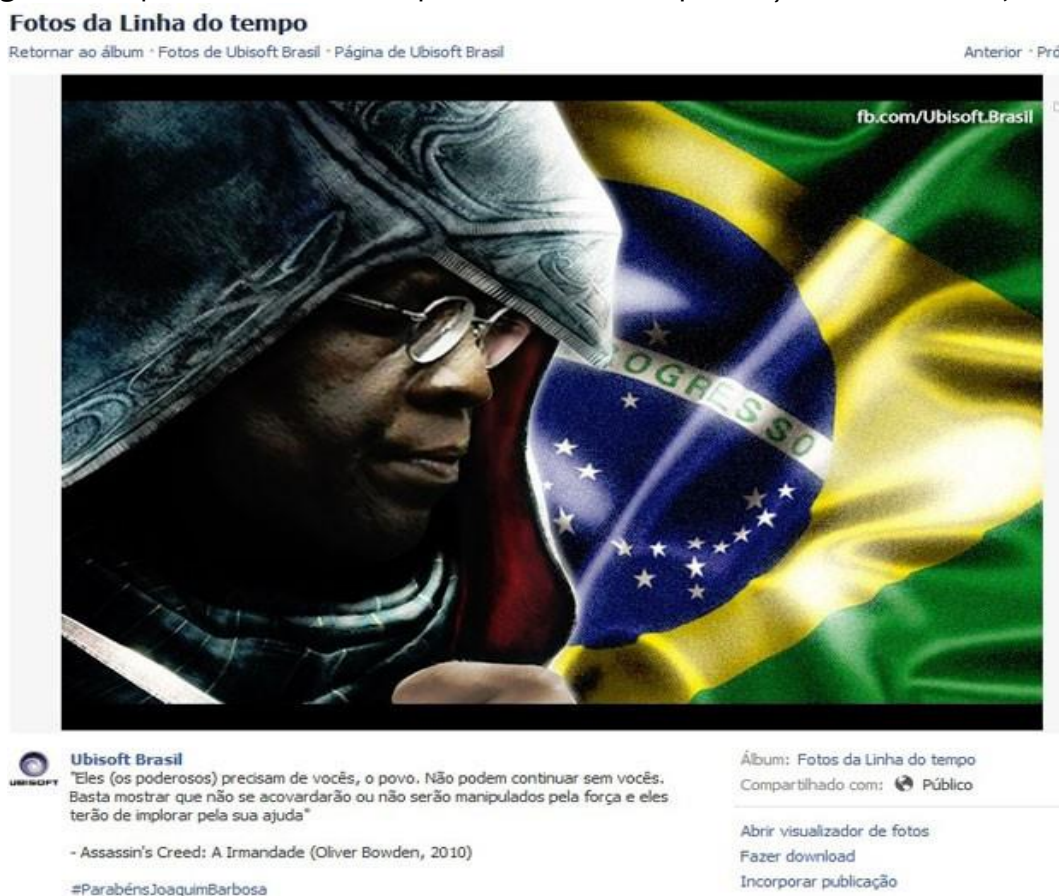 Fotos da Linha do tempo
Retornar ao álbum · Fotos de Ubisoft Brasil · Página de Ubisoft Brasil
Anterior ·
fb.com/Ubisoft.Brasil
OGRESSO
UBISOFT
Ubisoft Brasil
"Eles (os poderosos) precisam de vocês, o povo. Não podem continuar sem vocês.
Basta mostrar que não se acovardarão ou não serão manipulados pela força e eles
terão de implorar pela sua ajuda"
- Assassin's Creed: A Irmandade (Oliver Bowden, 2010)
#ParabénsJoaquimBarbosa
Álbum: Fotos da Linha do tempo
Compartilhado com: Público
Abrir visualizador de fotos
Fazer download
Incorporar publicação